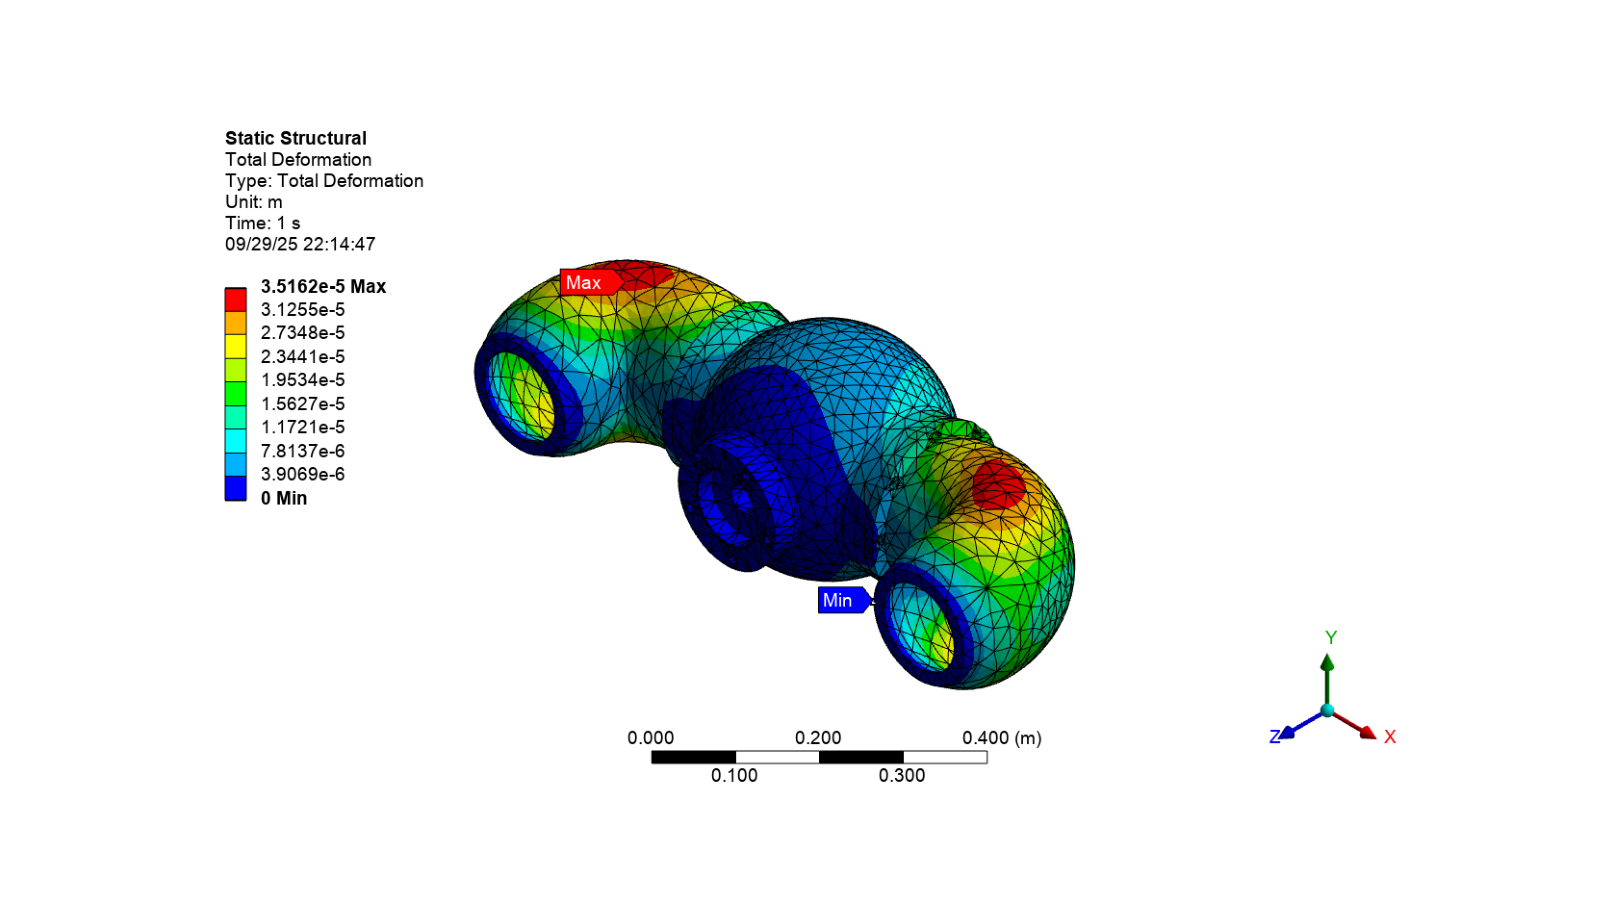 Static Structural
Total Deformation
Type: Total Deformation
Unit: m
Time: 1 s
09/29/25 22:14:47
3.5162e-5 Max
3.1255e-5
2.7348e-5
2.3441e-5
1.9534e-5
1.5627e-5
1.1721e-5
7.8137e-6
3.9069e-6
0 Min
Max
Min
0.000 0.200 0.400 (m)
0.100 0.300
Y
Z X